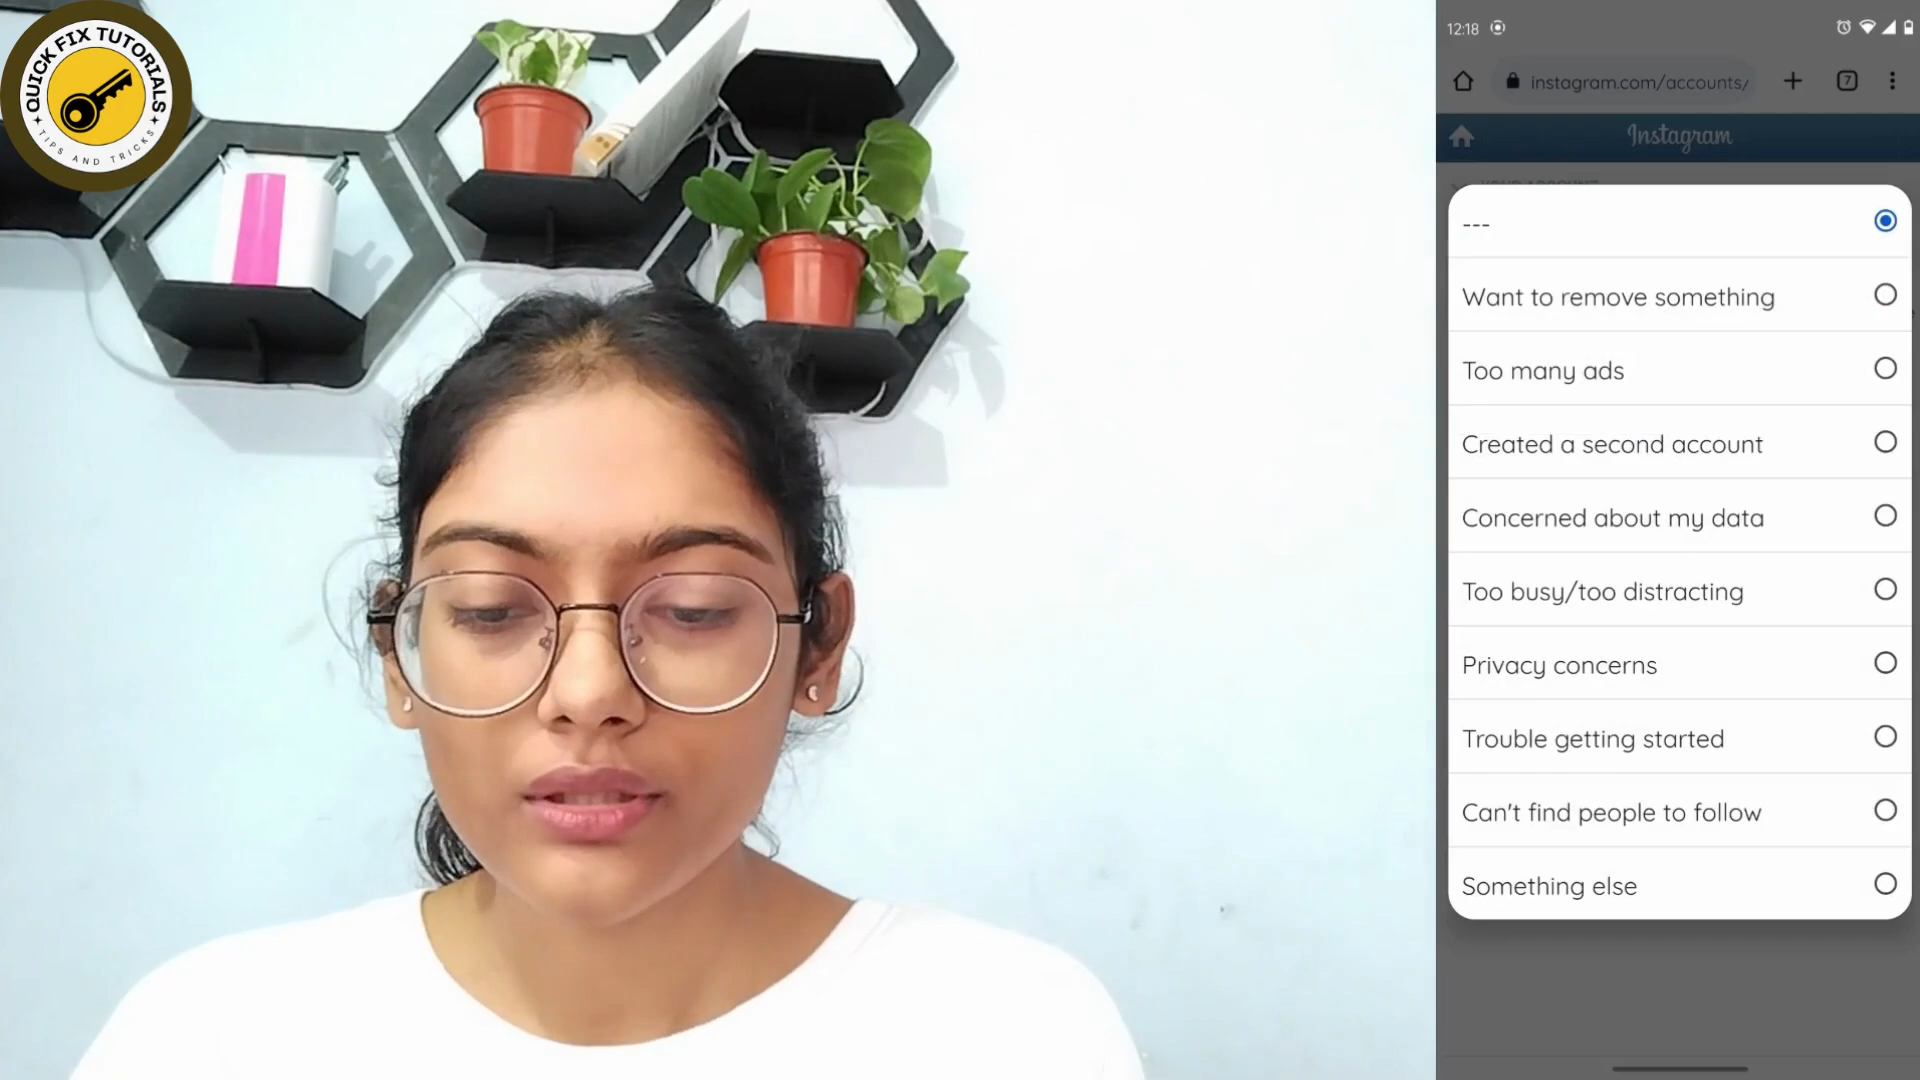 QUICK FIX TUTORIALS
TIPS AND TRICKS
12:18
instagram.com/accounts/
7
Instagram
---
Want to remove something
Too many ads
Created a second account
Concerned about my data
Too busy/too distracting
Privacy concerns
Trouble getting started
Can't find people to follow
Something else